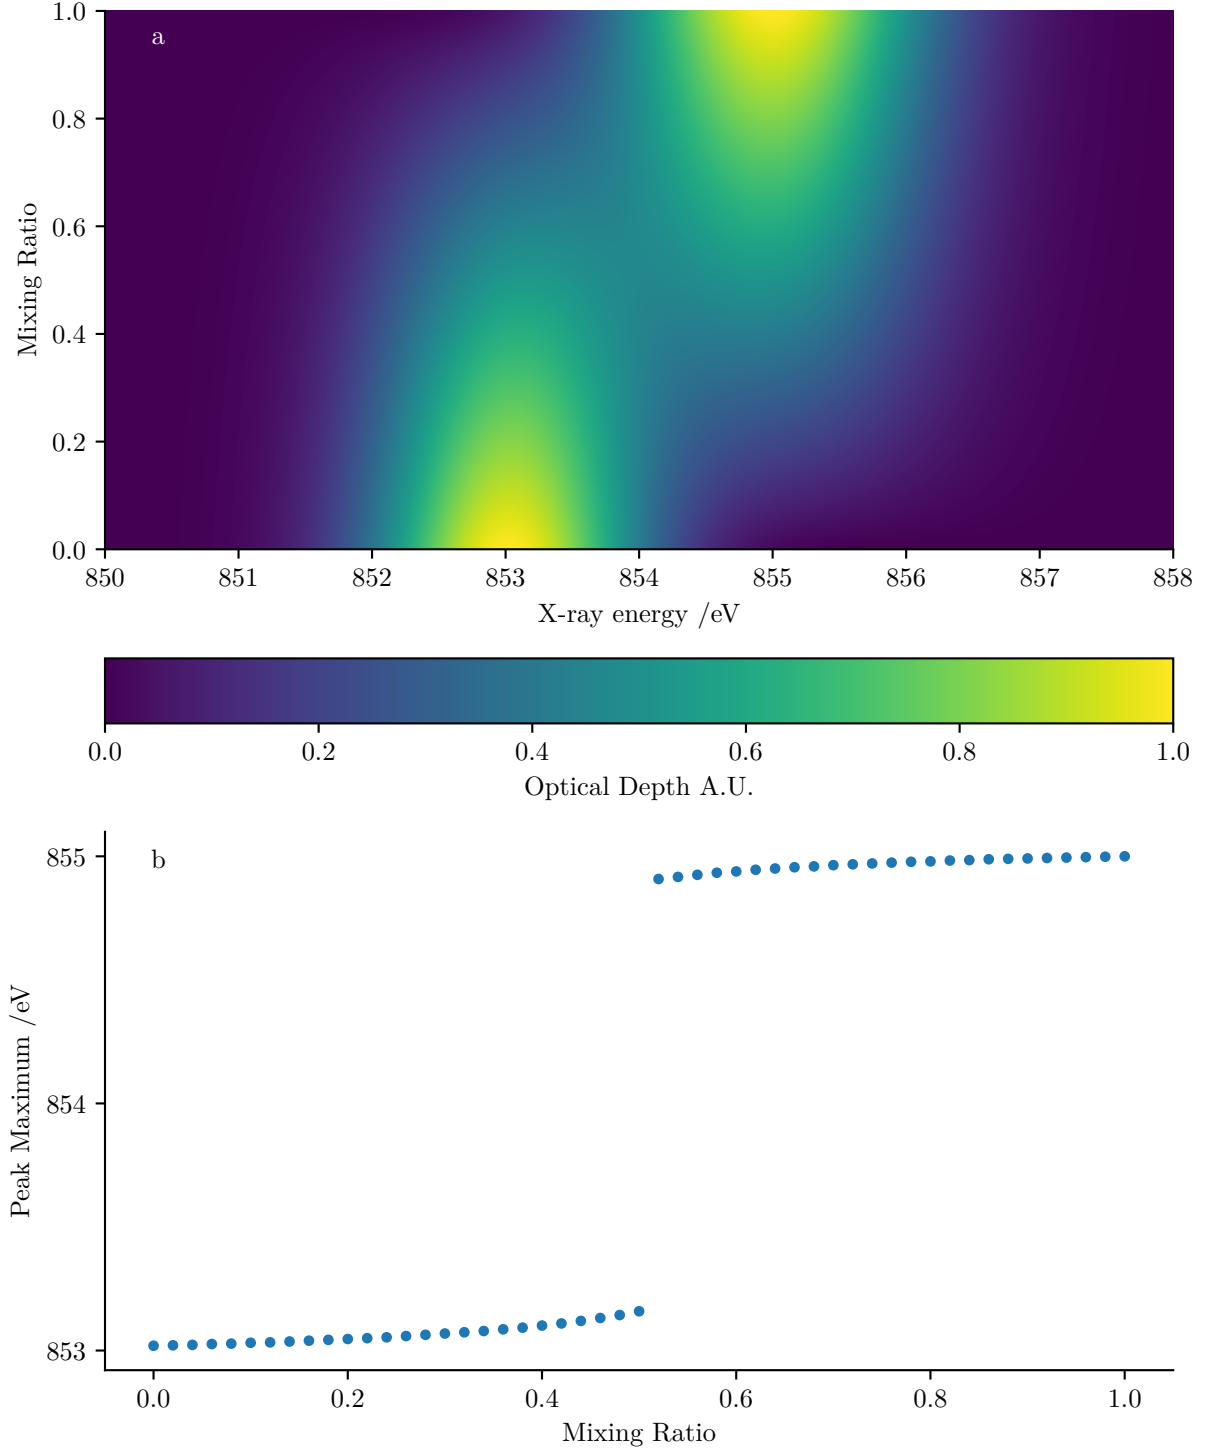 1.0
a
0.8
0.6
0.4
0.2
0.0
Mixing Ratio
850 851 852 853 854 855 856 857 858
X-ray energy /eV
0.0 0.2 0.4 0.6 0.8 1.0
Optical Depth A.U.
855
b
854
853
Peak Maximum /eV
0.0 0.2 0.4 0.6 0.8 1.0
Mixing Ratio